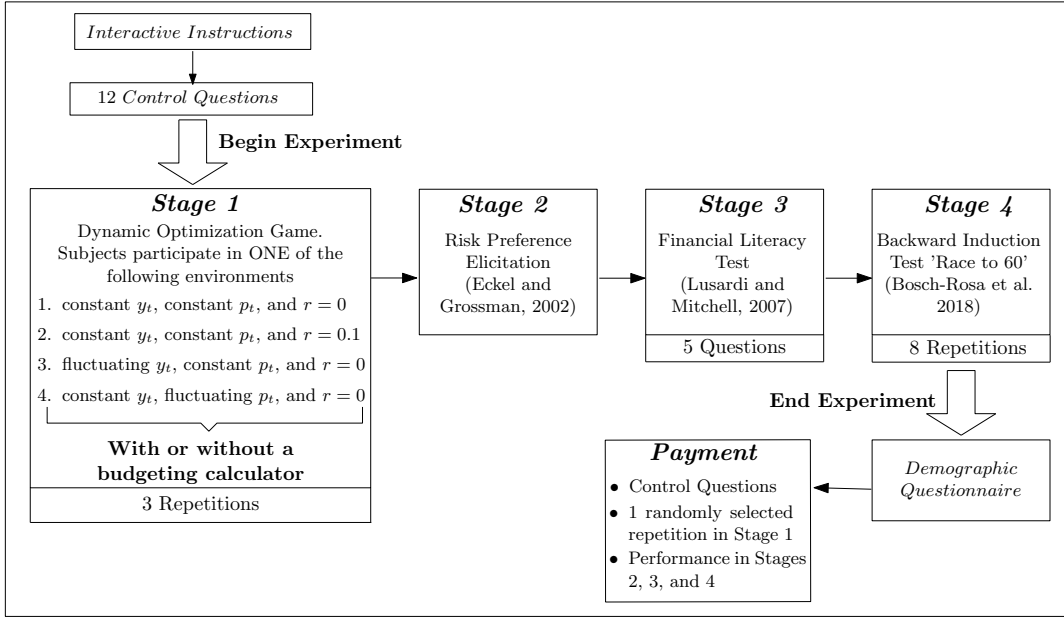 Interactive Instructions
12 Control Questions
Begin Experiment
Stage 1
Dynamic Optimization Game.
Subjects participate in ONE of the
following environments
1. constant y_t, constant p_t, and r = 0
2. constant y_t, constant p_t, and r = 0.1
3. fluctuating y_t, constant p_t, and r = 0
4. constant y_t, fluctuating p_t, and r = 0
With or without a
budgeting calculator
3 Repetitions
Stage 2
Risk Preference
Elicitation
(Eckel and
Grossman, 2002)
Stage 3
Financial Literacy
Test
(Lusardi and
Mitchell, 2007)
5 Questions
Stage 4
Backward Induction
Test 'Race to 60'
(Bosch-Rosa et al.
2018)
8 Repetitions
End Experiment
Demographic
Questionnaire
Payment
• Control Questions
• 1 randomly selected
repetition in Stage 1
• Performance in Stages
2, 3, and 4